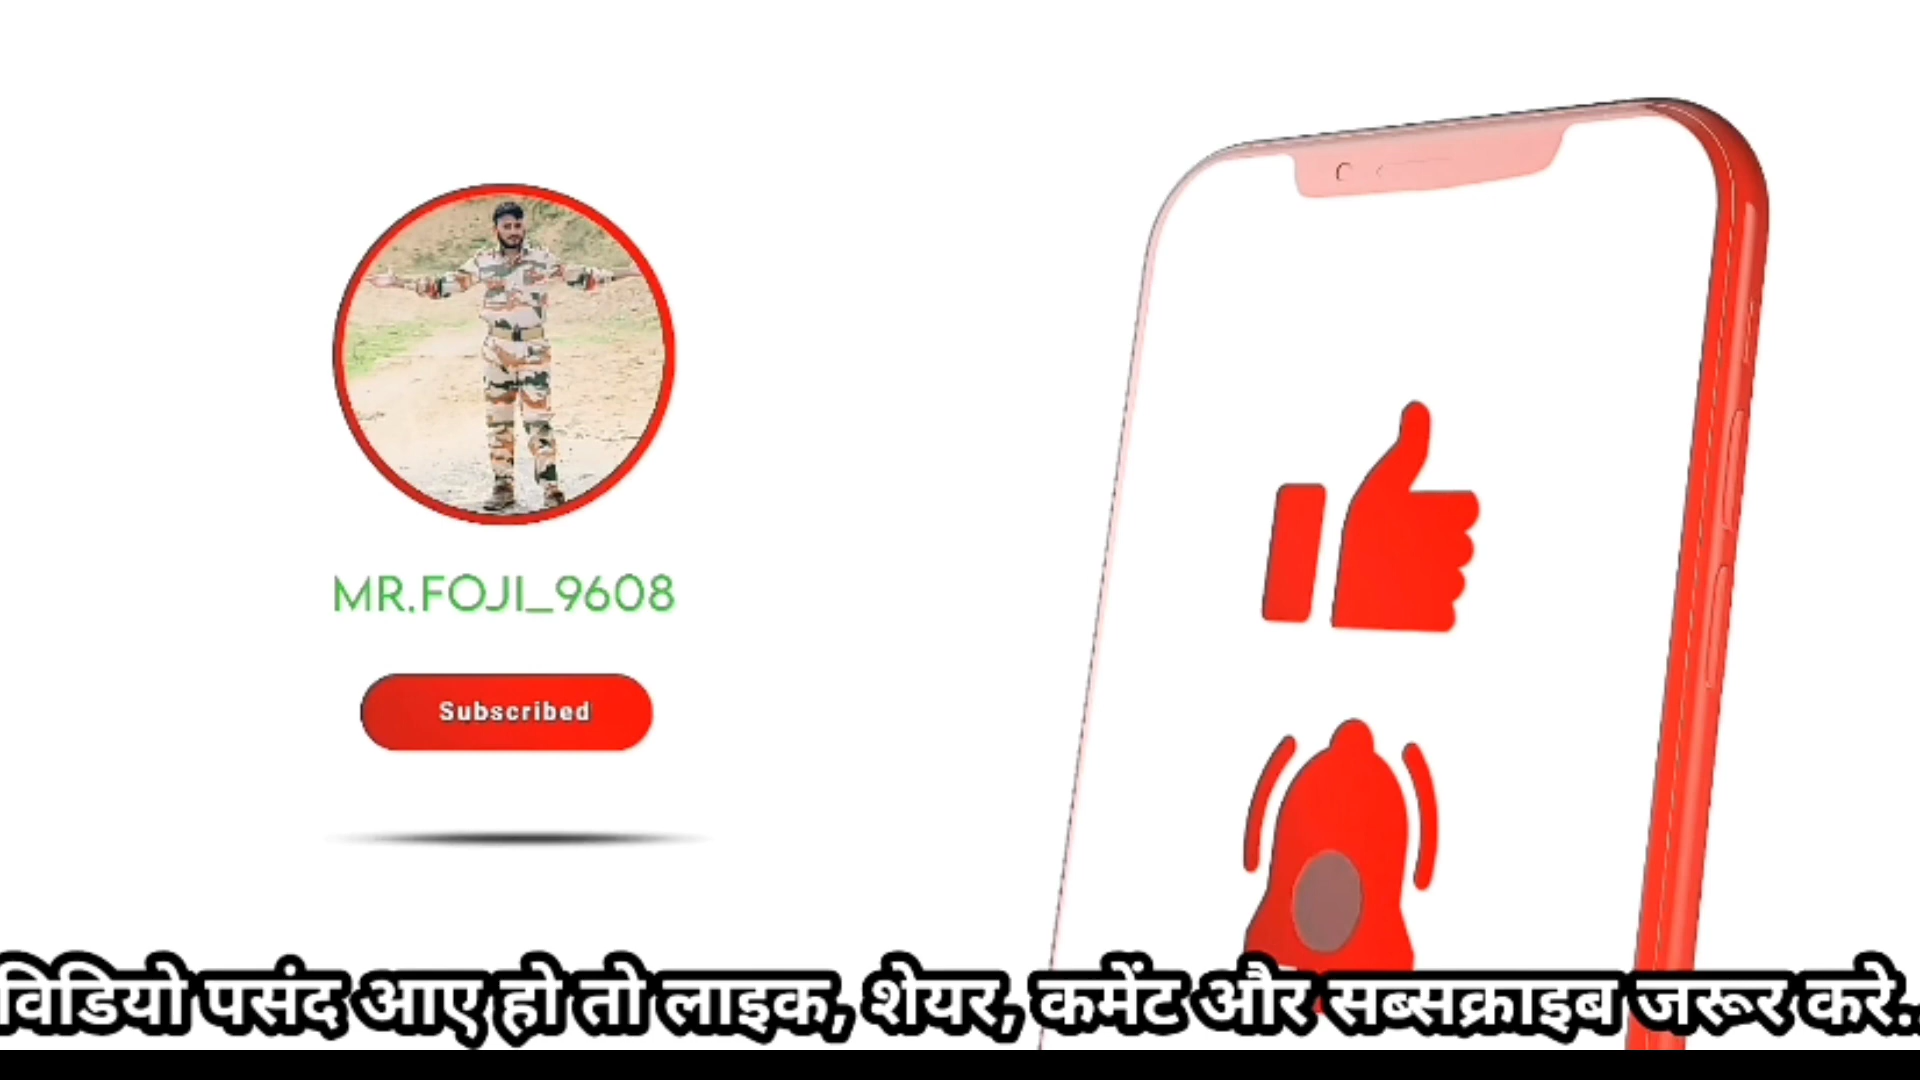 MR.FOJI_9608
Subscribed
विडियो पसंद आए हो तो लाइक, शेयर, कमेंट और सब्सक्राइब जरूर करे..